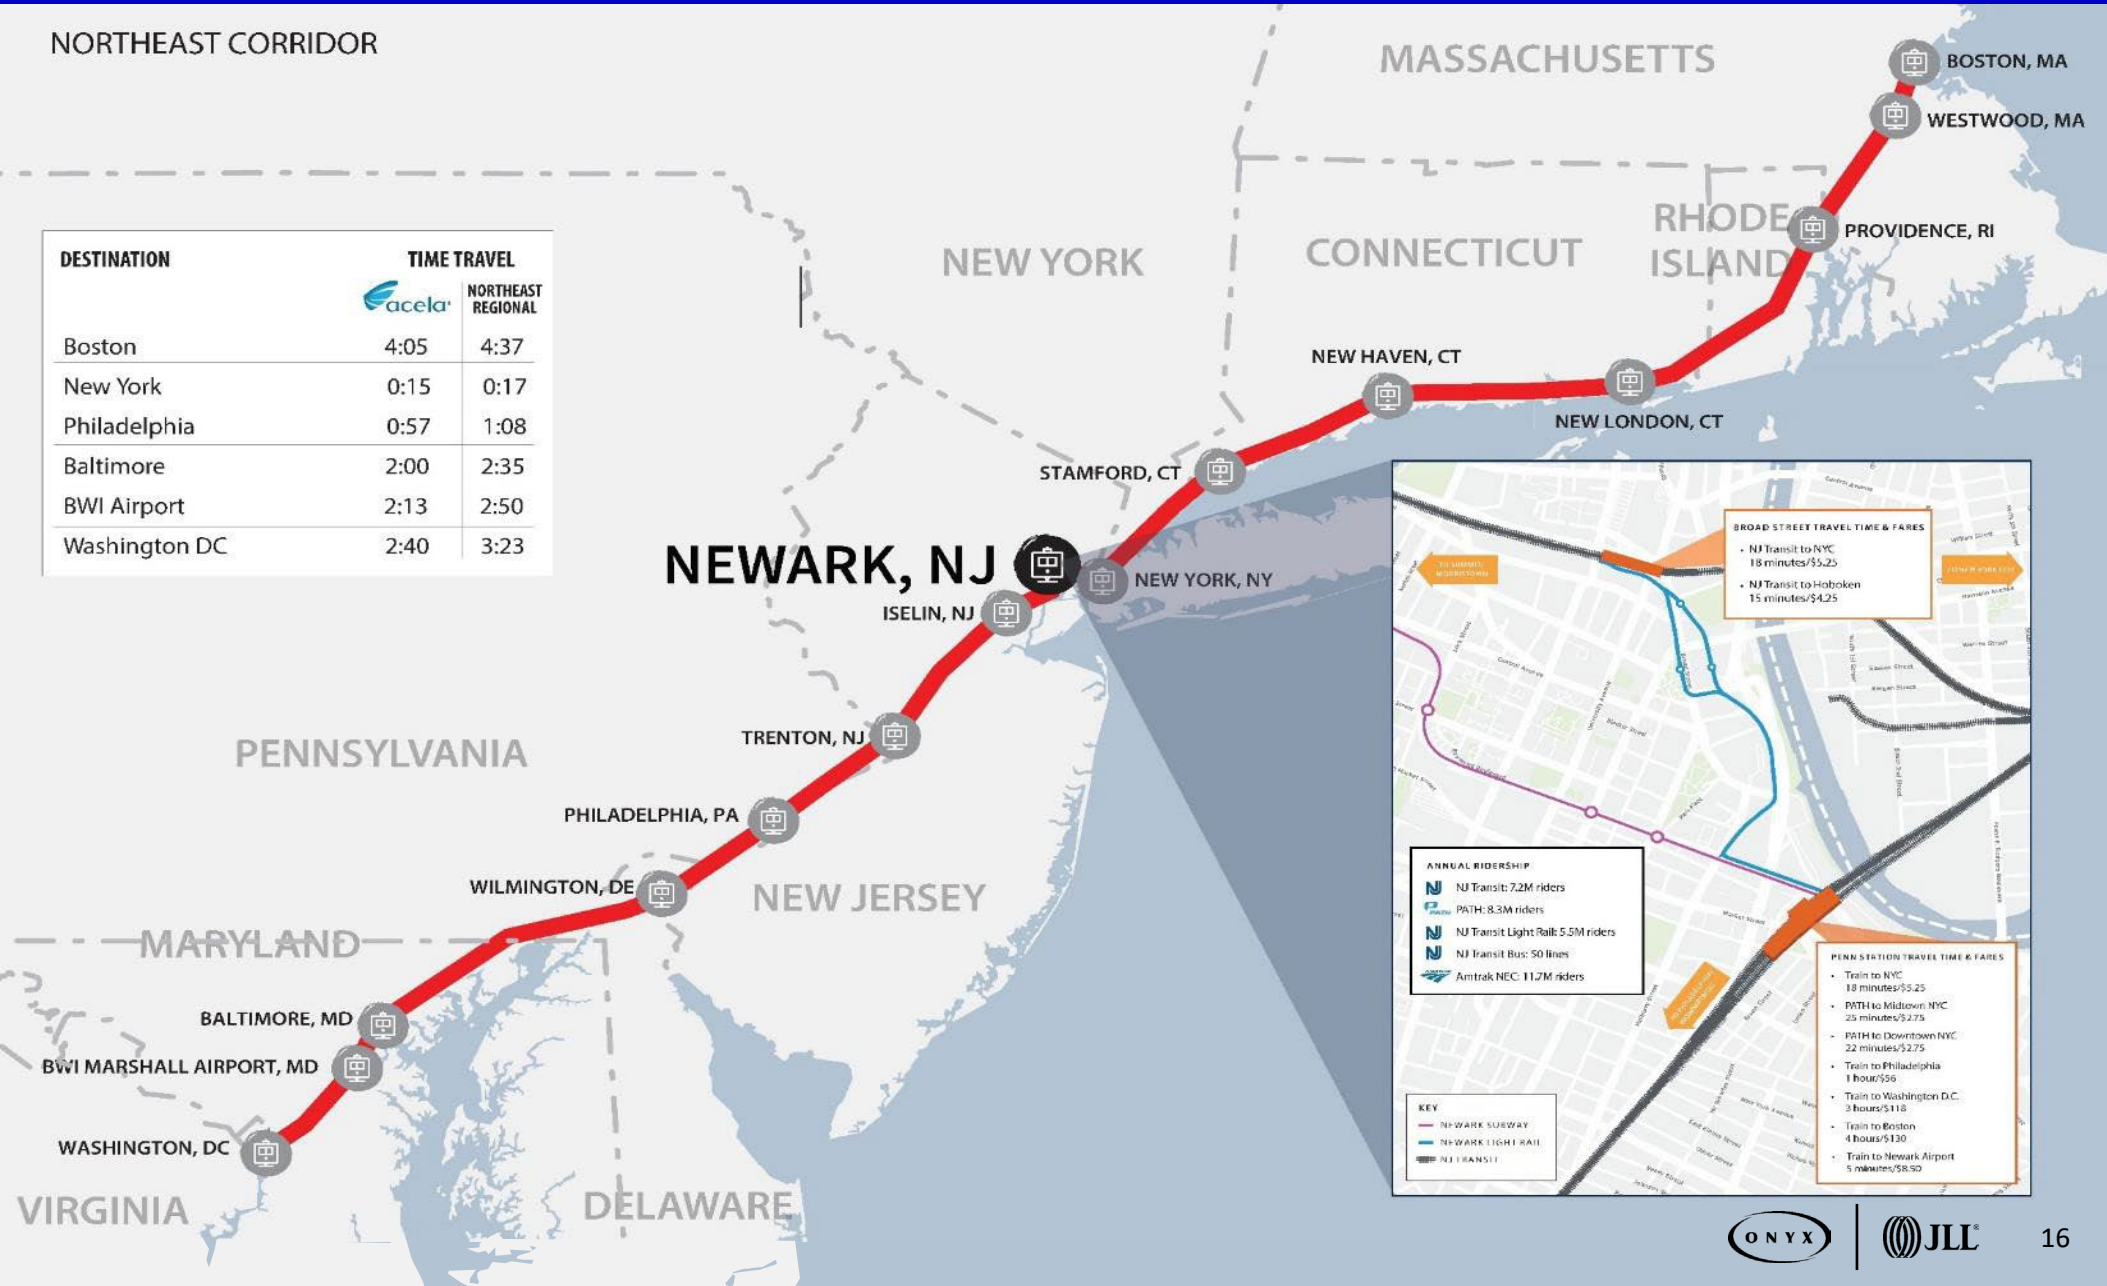 NORTHEAST CORRIDOR
MASSACHUSETTS
BOSTON, MA
WESTWOOD, MA
RHODE
ISLAND
PROVIDENCE, RI
NEW YORK
CONNECTICUT
DESTINATION
TIME TRAVEL
acela
NORTHEAST
REGIONAL
Boston 4:05 4:37
New York 0:15 0:17
Philadelphia 0:57 1:08
Baltimore 2:00 2:35
BWI Airport 2:13 2:50
Washington DC 2:40 3:23
NEW HAVEN, CT
NEW LONDON, CT
STAMFORD, CT
NEWARK, NJ
NEW YORK, NY
ISELIN, NJ
TRENTON, NJ
PENNSYLVANIA
PHILADELPHIA, PA
WILMINGTON, DE
NEW JERSEY
MARYLAND
BALTIMORE, MD
BWI MARSHALL AIRPORT, MD
WASHINGTON, DC
VIRGINIA
DELAWARE
BROAD STREET TRAVEL TIME & FARES
• NJ Transit to NYC
18 minutes/$5.25
• NJ Transit to Hoboken
15 minutes/$4.25
ANNUAL RIDERSHIP
NJ Transit: 7.2M riders
PATH: 8.3M riders
NJ Transit Light Rail: 5.5M riders
NJ Transit Bus: 50 lines
Amtrak NEC: 11.7M riders
PENN STATION TRAVEL TIME & FARES
• Train to NYC
18 minutes/$5.25
• PATH to Midtown NYC
25 minutes/$2.75
• PATH to Downtown NYC
22 minutes/$2.75
• Train to Philadelphia
1 hour/$56
• Train to Washington D.C.
3 hours/$118
• Train to Boston
4 hours/$130
• Train to Newark Airport
5 minutes/$8.50
KEY
NEWARK SUBWAY
NEWARK LIGHT RAIL
NJ TRANSIT
ONYX
JLL
16